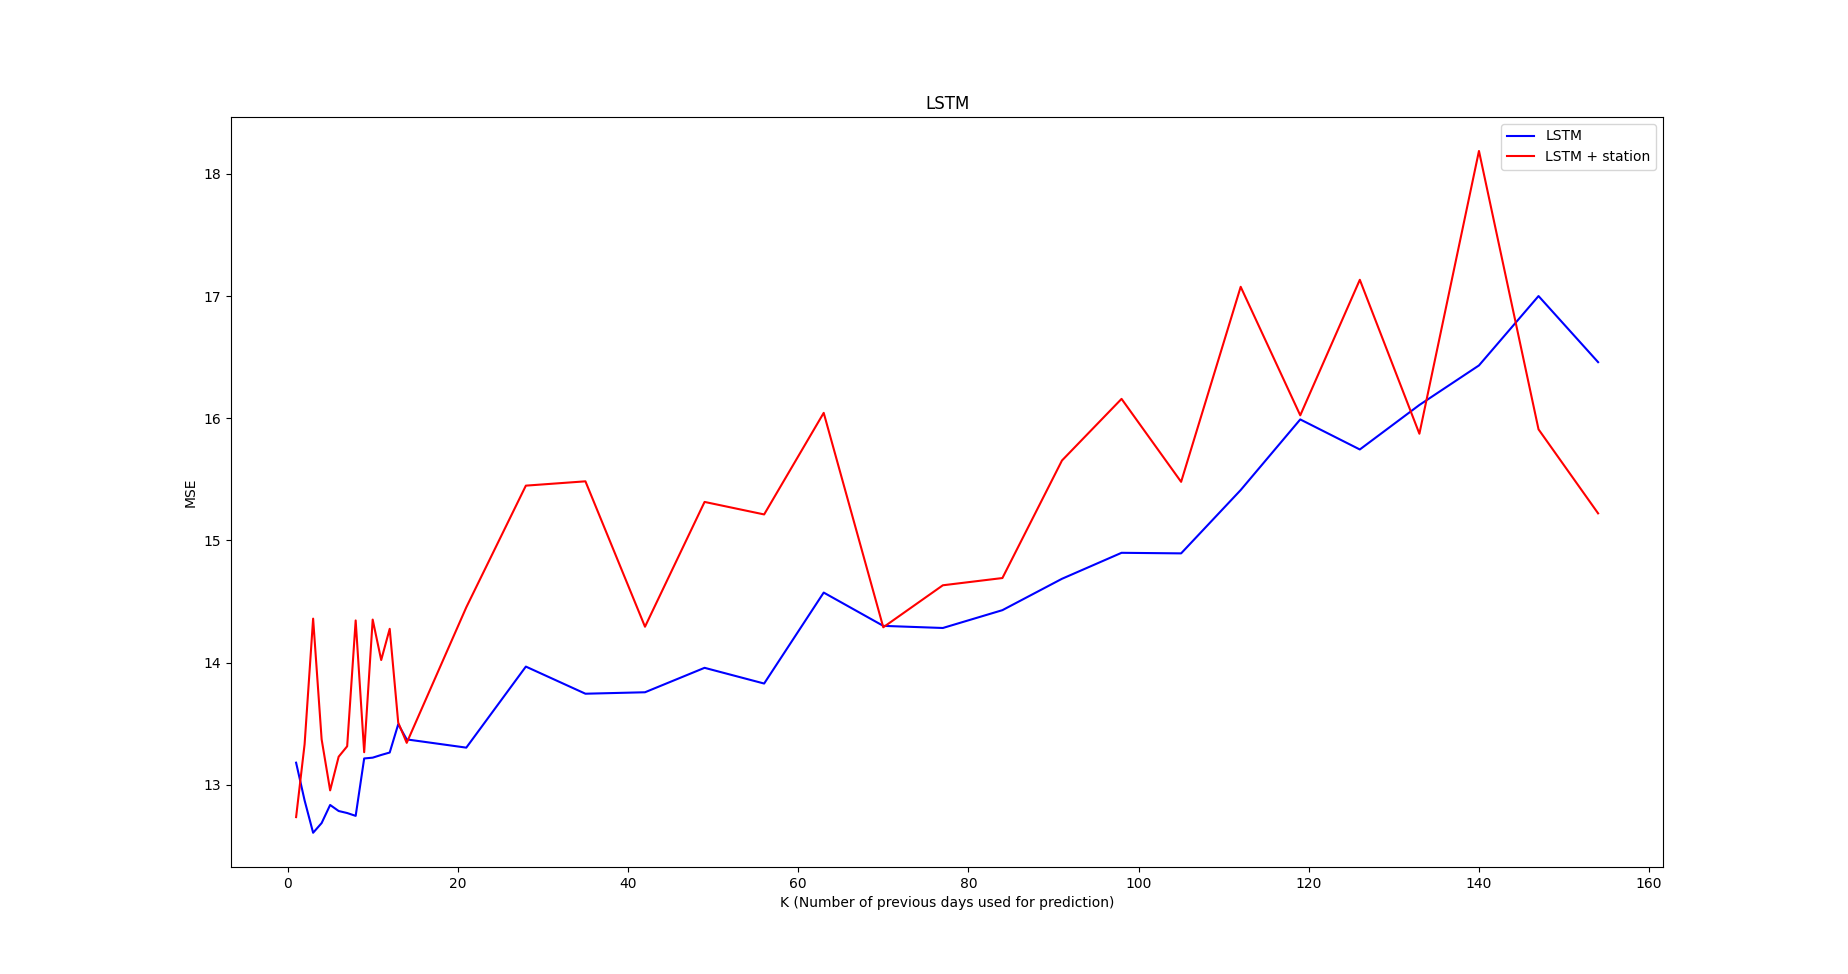 LSTM
LSTM
LSTM + station
18
17
16
15
14
13
MSE
0 20 40 60 80 100 120 140 160
K (Number of previous days used for prediction)